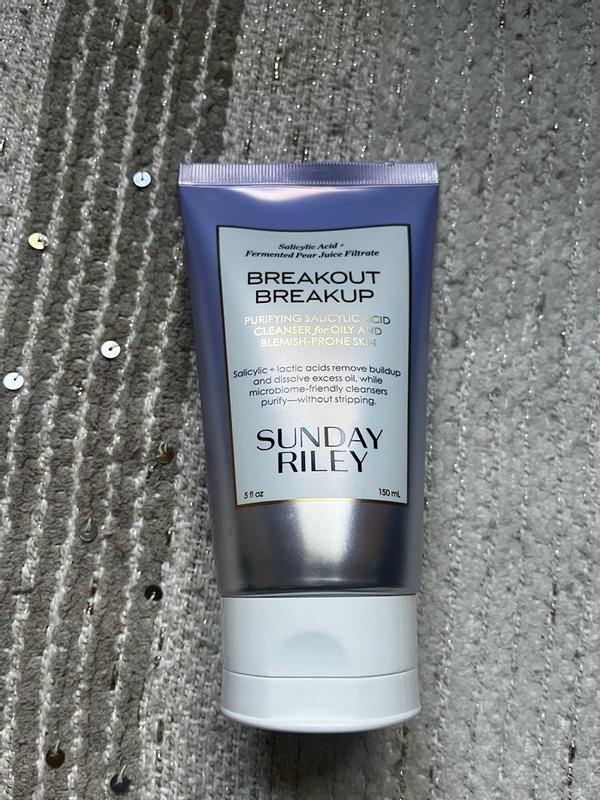 Salicylic Acid +
Fermented Pear Juice Filtrate
BREAKOUT
BREAKUP
PURIFYING SALICYLIC ACID
CLEANSER for OILY AND
BLEMISH-PRONE SKIN
Salicylic + lactic acids remove buildup
and dissolve excess oil, while
microbiome-friendly cleansers
purify—without stripping.
SUNDAY
RILEY
5 fl oz 150 mL